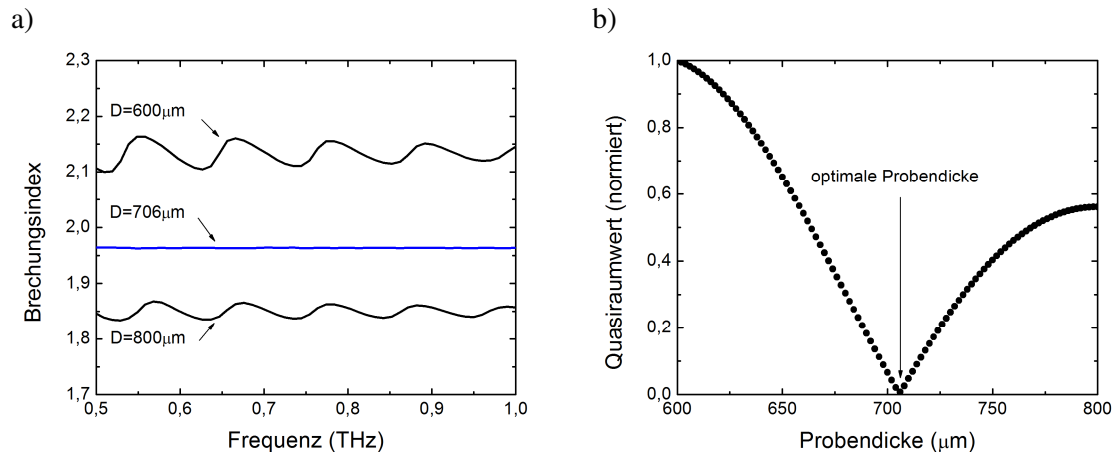 a)
2,3
2,2
2,1
2,0
1,9
1,8
1,7
0,5
0,6
0,7
0,8
0,9
1,0
Brechungsindex
Frequenz (THz)
D=600μm
D=706μm
D=800μm
b)
1,0
0,8
0,6
0,4
0,2
0,0
600
650
700
750
800
Quasiraumwert (normiert)
Probendicke (μm)
optimale Probendicke